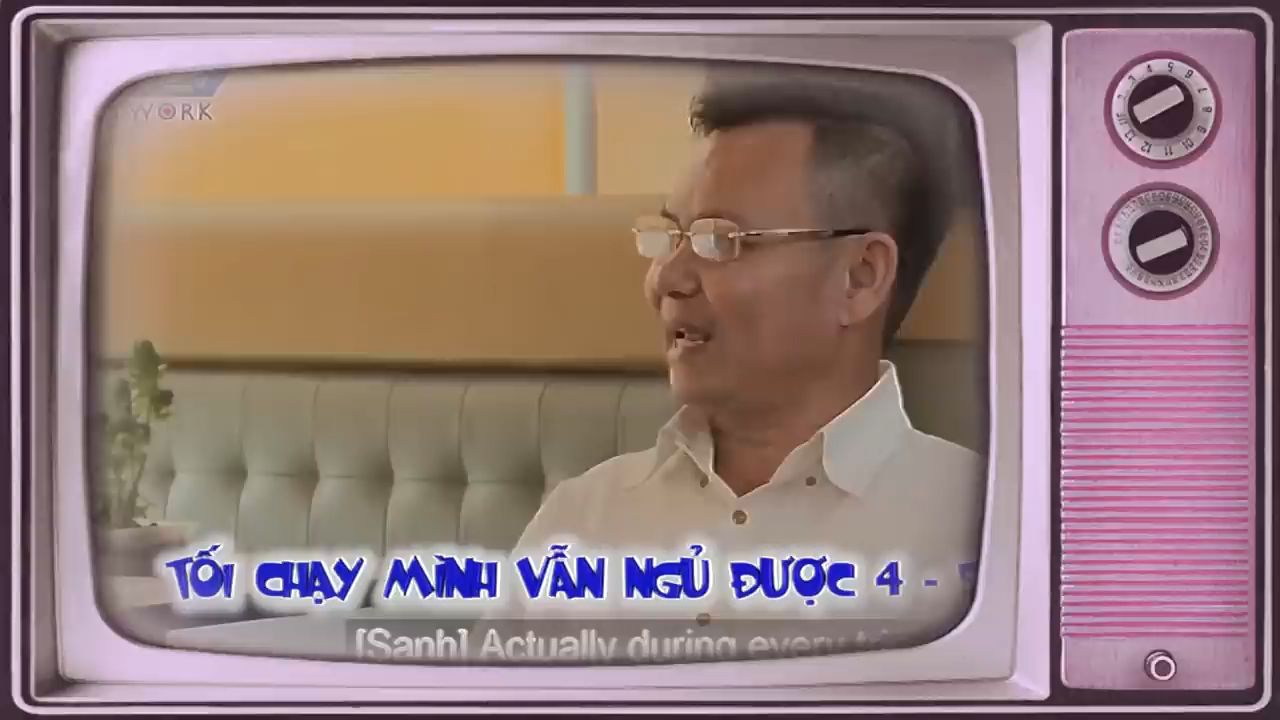 WORK
TỐI CHẠY MÌNH VẪN NGỦ ĐƯỢC 4 -
[Sanh] Actually during every